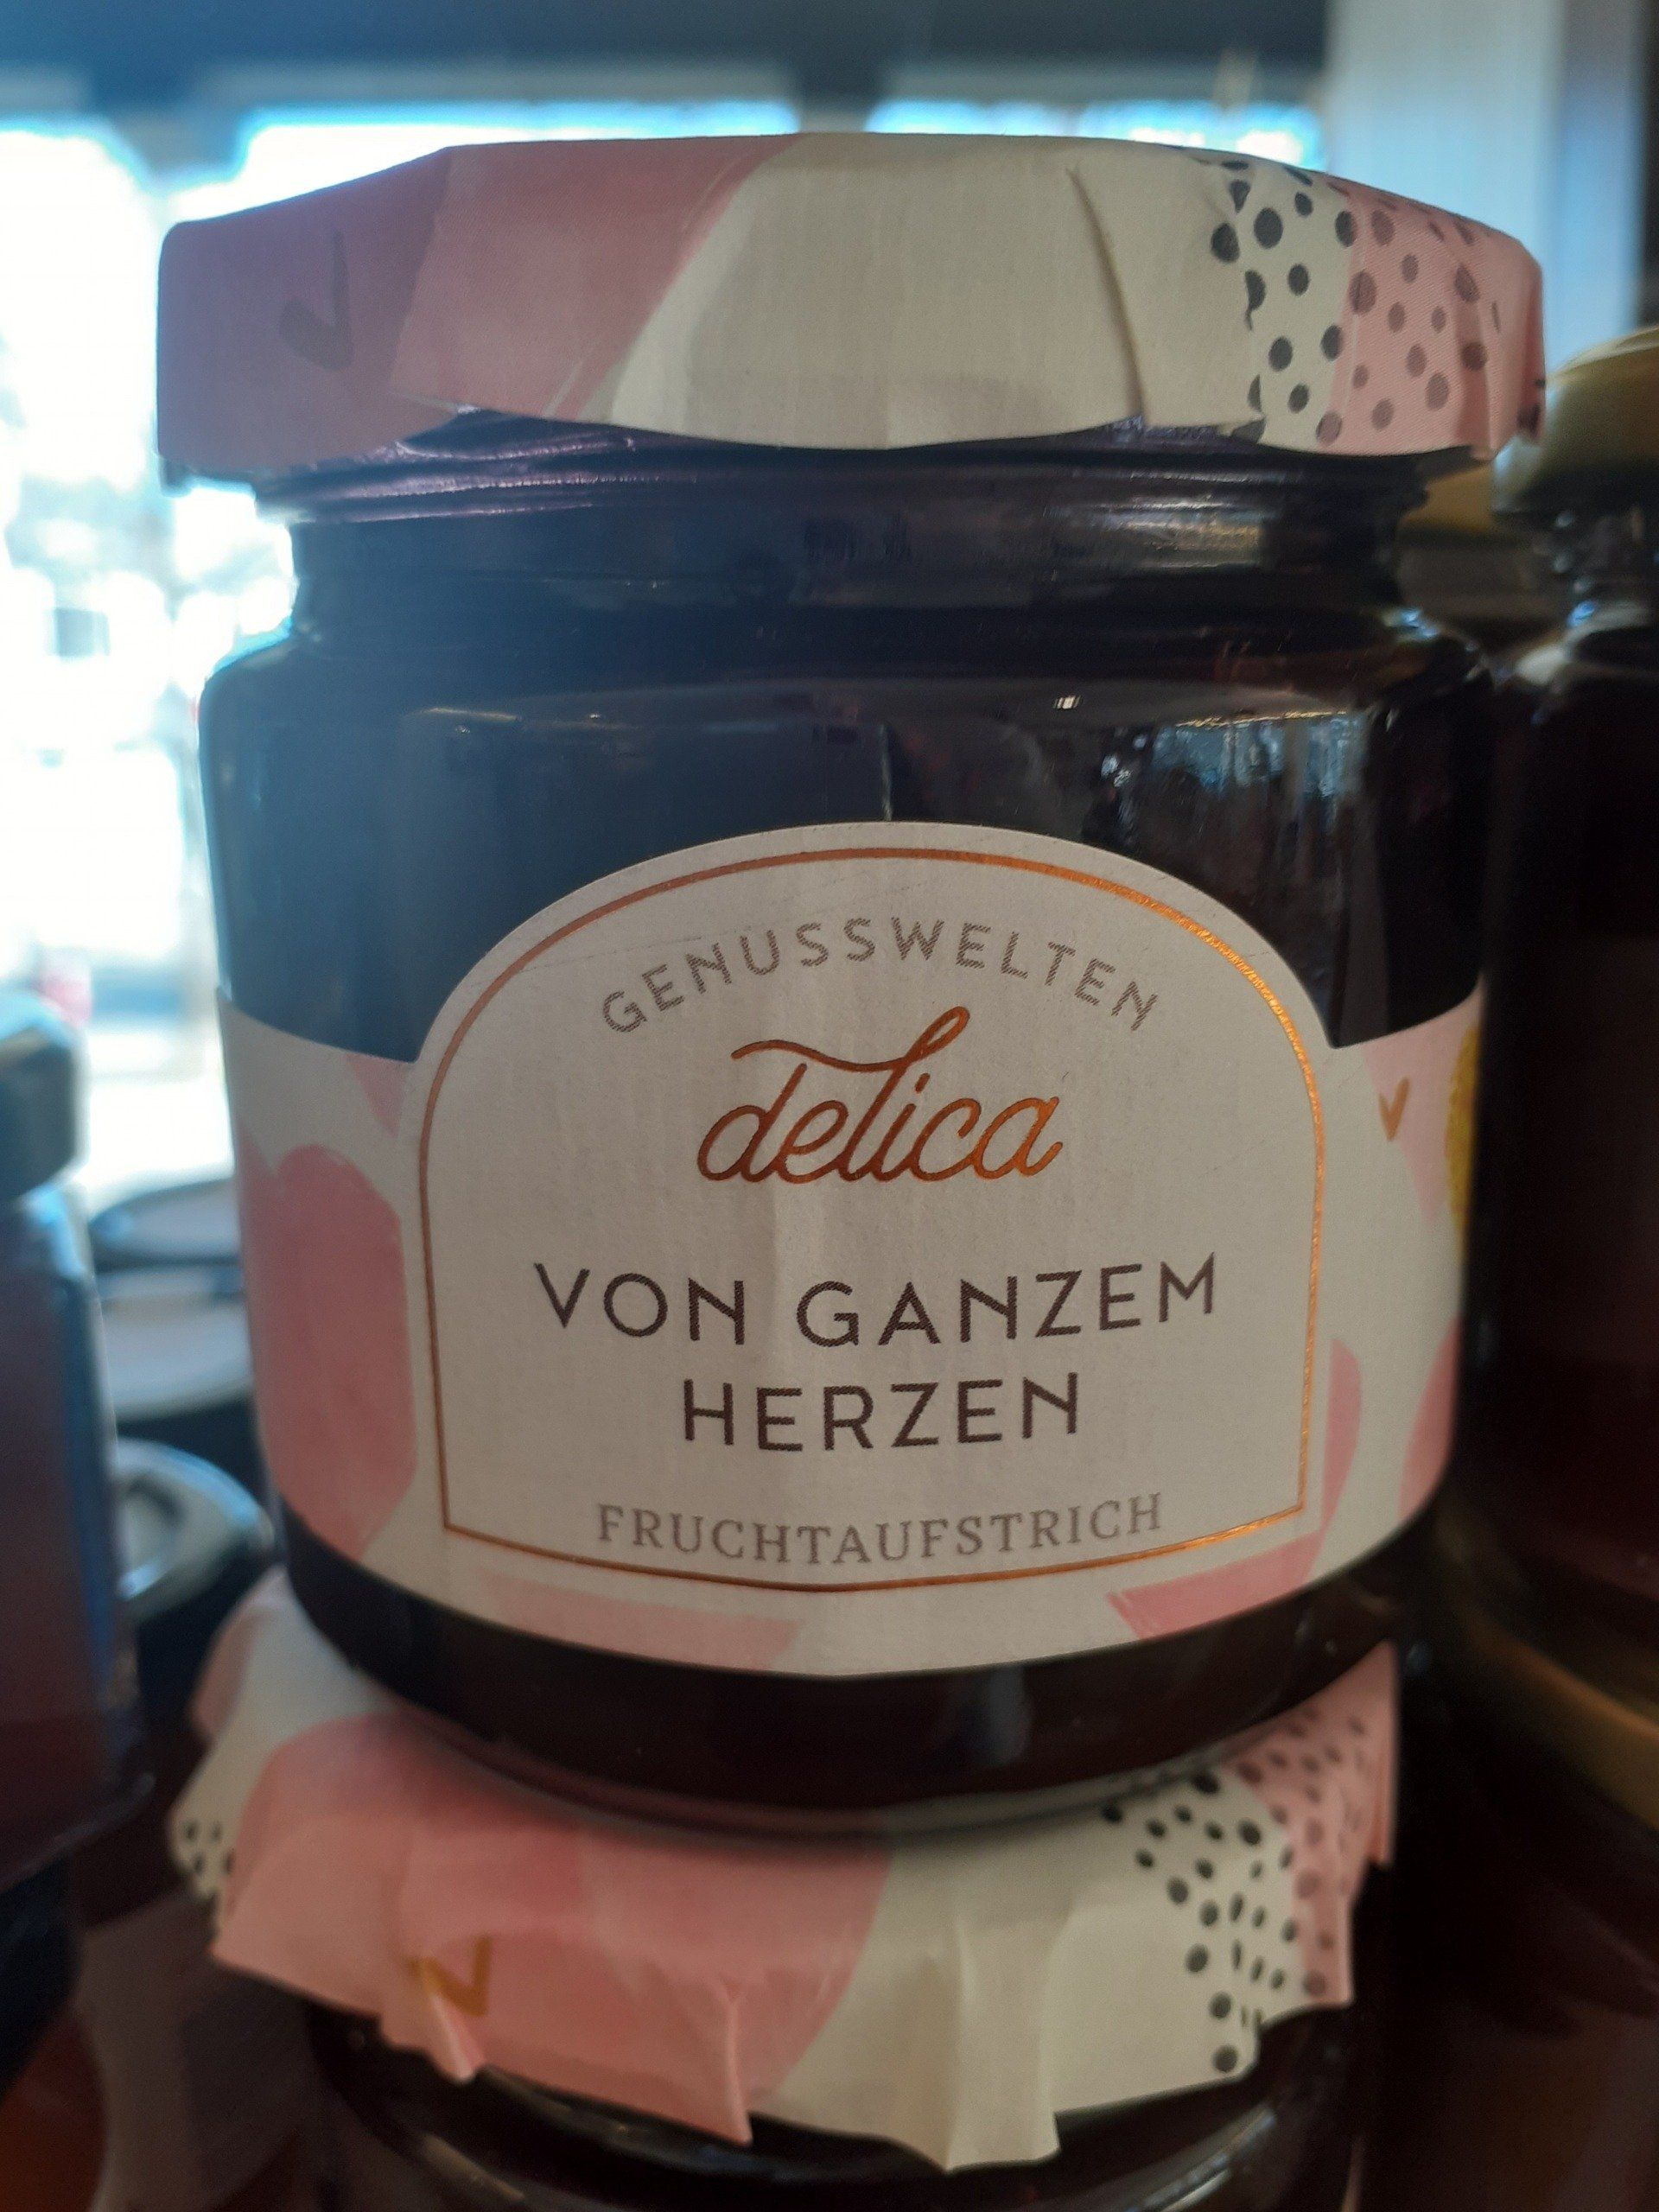 GENUSSWELTEN
delica
VON GANZEM
HERZEN
FRUCHTAUFSTRICH